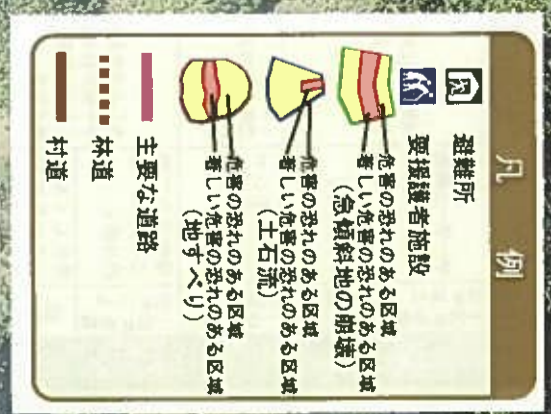 凡　例
避難所
要援護者施設
危害の恐れのある区域
著しい危害の恐れのある区域
(急傾斜地の崩壊)
危害の恐れのある区域
著しい危害の恐れのある区域
(土石流)
危害の恐れのある区域
著しい危害の恐れのある区域
(地すべり)
主要な道路
林道
村道